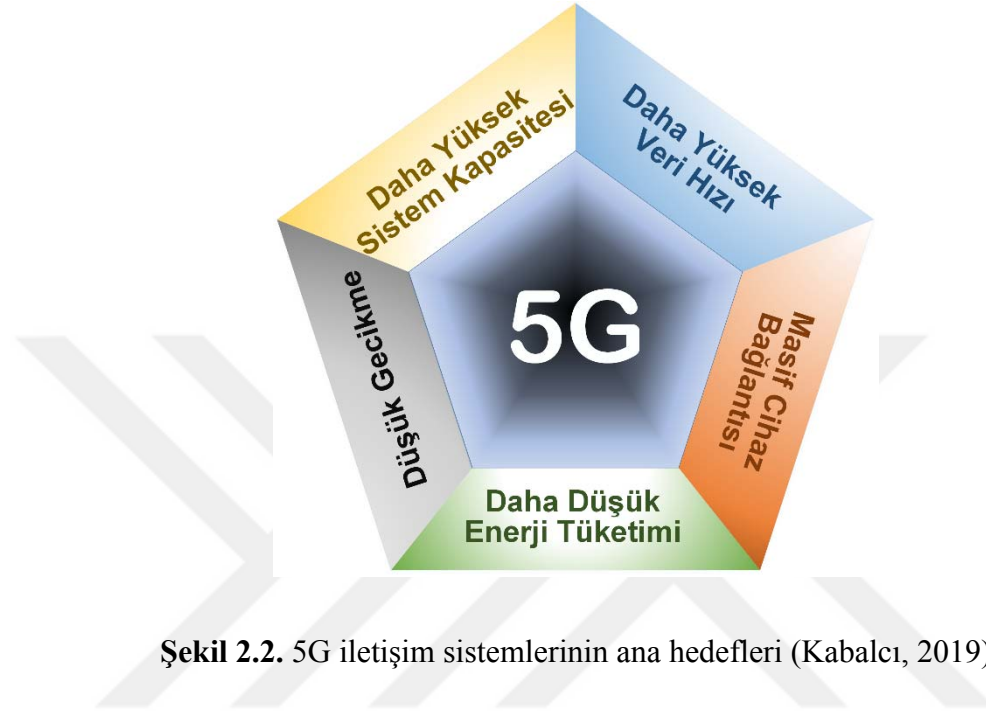 Daha Yüksek
Sistem Kapasitesi
Daha Yüksek
Veri Hızı
Düşük Gecikme
5G
Masif Cihaz
Bağlantısı
Daha Düşük
Enerji Tüketimi
Şekil 2.2. 5G iletişim sistemlerinin ana hedefleri (Kabalcı, 2019)